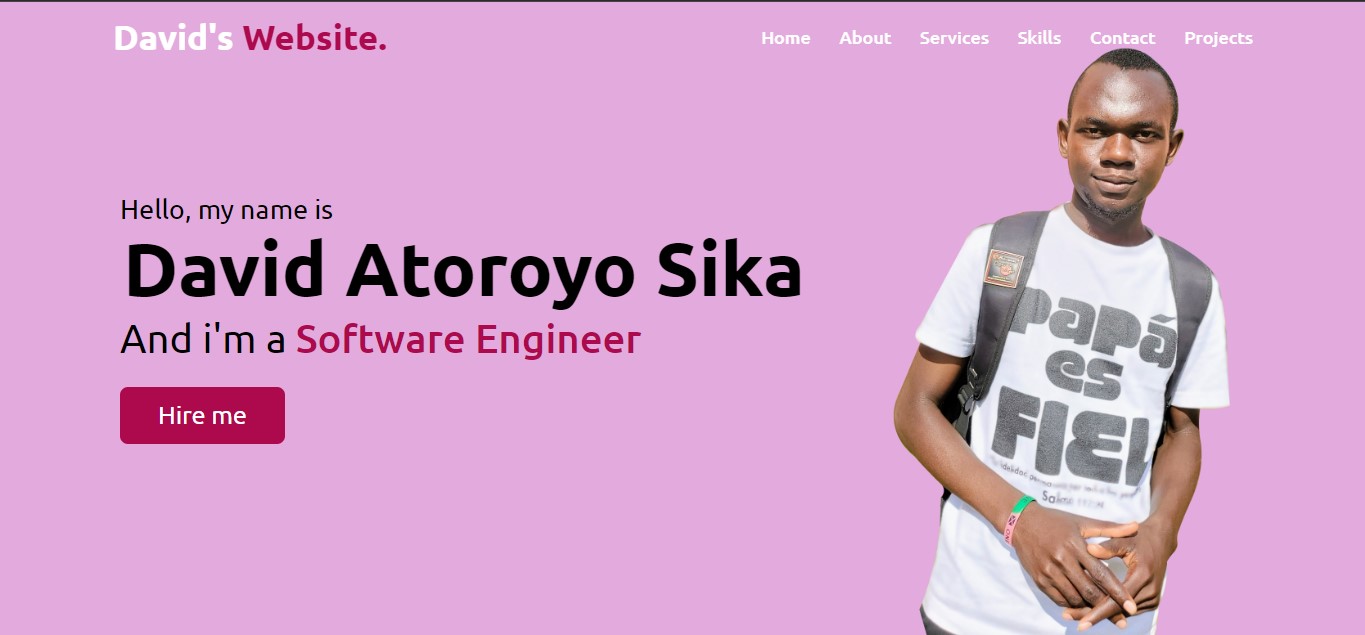 David's Website.
Home About Services Skills Contact Projects
Hello, my name is
David Atoroyo Sika
And i'm a Software Engineer
Hire me
Papá
es
FIEL